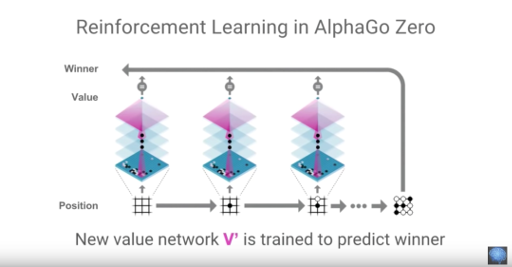 Reinforcement Learning in AlphaGo Zero
Winner
Value
Position
New value network V' is trained to predict winner